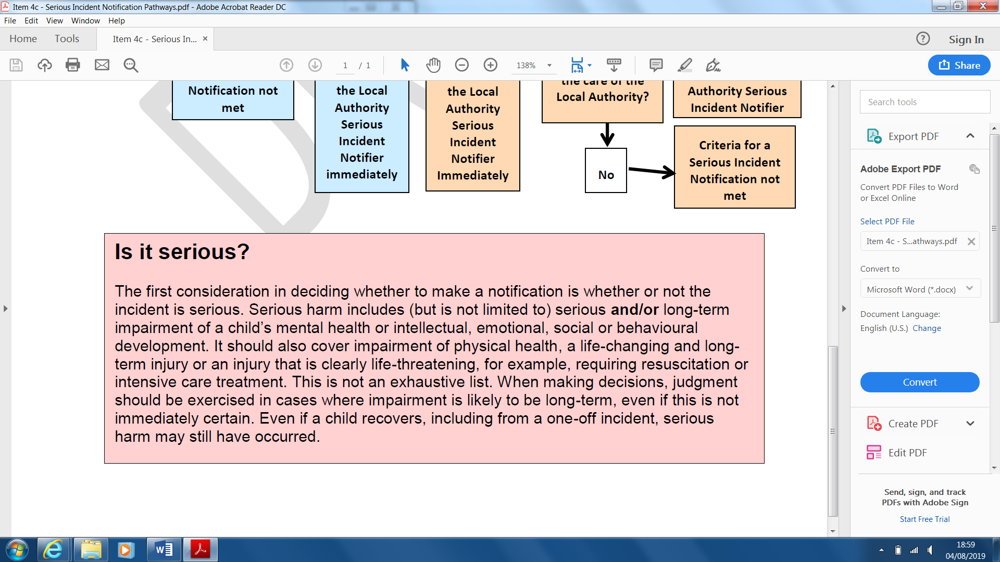 Item 4c - Serious Incident Notification Pathways.pdf - Adobe Acrobat Reader DC
File Edit View Window Help
Home Tools Item 4c - Serious In... × ? Sign In
1 / 1 138% Share
Notification not
met
the Local
Authority
Serious
Incident
Notifier
immediately
the Local
Authority
Serious
Incident
Notifier
Immediately
the care of the
Local Authority?
Authority Serious
Incident Notifier
No
Criteria for a
Serious Incident
Notification not
met
Is it serious?
The first consideration in deciding whether to make a notification is whether or not the
incident is serious. Serious harm includes (but is not limited to) serious and/or long-term
impairment of a child's mental health or intellectual, emotional, social or behavioural
development. It should also cover impairment of physical health, a life-changing and long-
term injury or an injury that is clearly life-threatening, for example, requiring resuscitation or
intensive care treatment. This is not an exhaustive list. When making decisions, judgment
should be exercised in cases where impairment is likely to be long-term, even if this is not
immediately certain. Even if a child recovers, including from a one-off incident, serious
harm may still have occurred.
Search tools
Export PDF
Adobe Export PDF
Convert PDF Files to Word
or Excel Online
Select PDF File
Item 4c - S...athways.pdf
Convert to
Microsoft Word (*.docx)
Document Language:
English (U.S.) Change
Convert
Create PDF
Edit PDF
Send, sign, and track
PDFs with Adobe Sign
Start Free Trial
18:59
04/08/2019